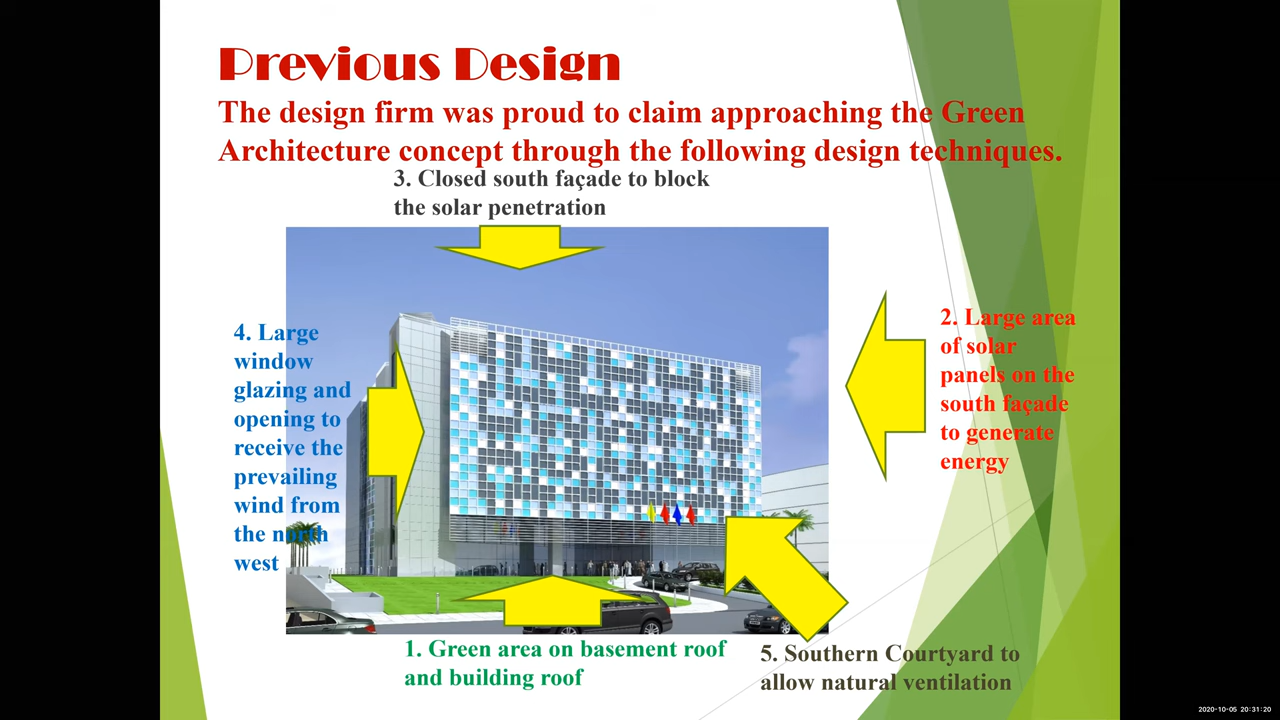 Previous Design
The design firm was proud to claim approaching the Green
Architecture concept through the following design techniques.
3. Closed south façade to block
the solar penetration
4. Large
window
glazing and
opening to
receive the
prevailing
wind from
the north
west
2. Large area
of solar
panels on the
south façade
to generate
energy
1. Green area on basement roof
and building roof
5. Southern Courtyard to
allow natural ventilation
2020-10-05 20:31:20